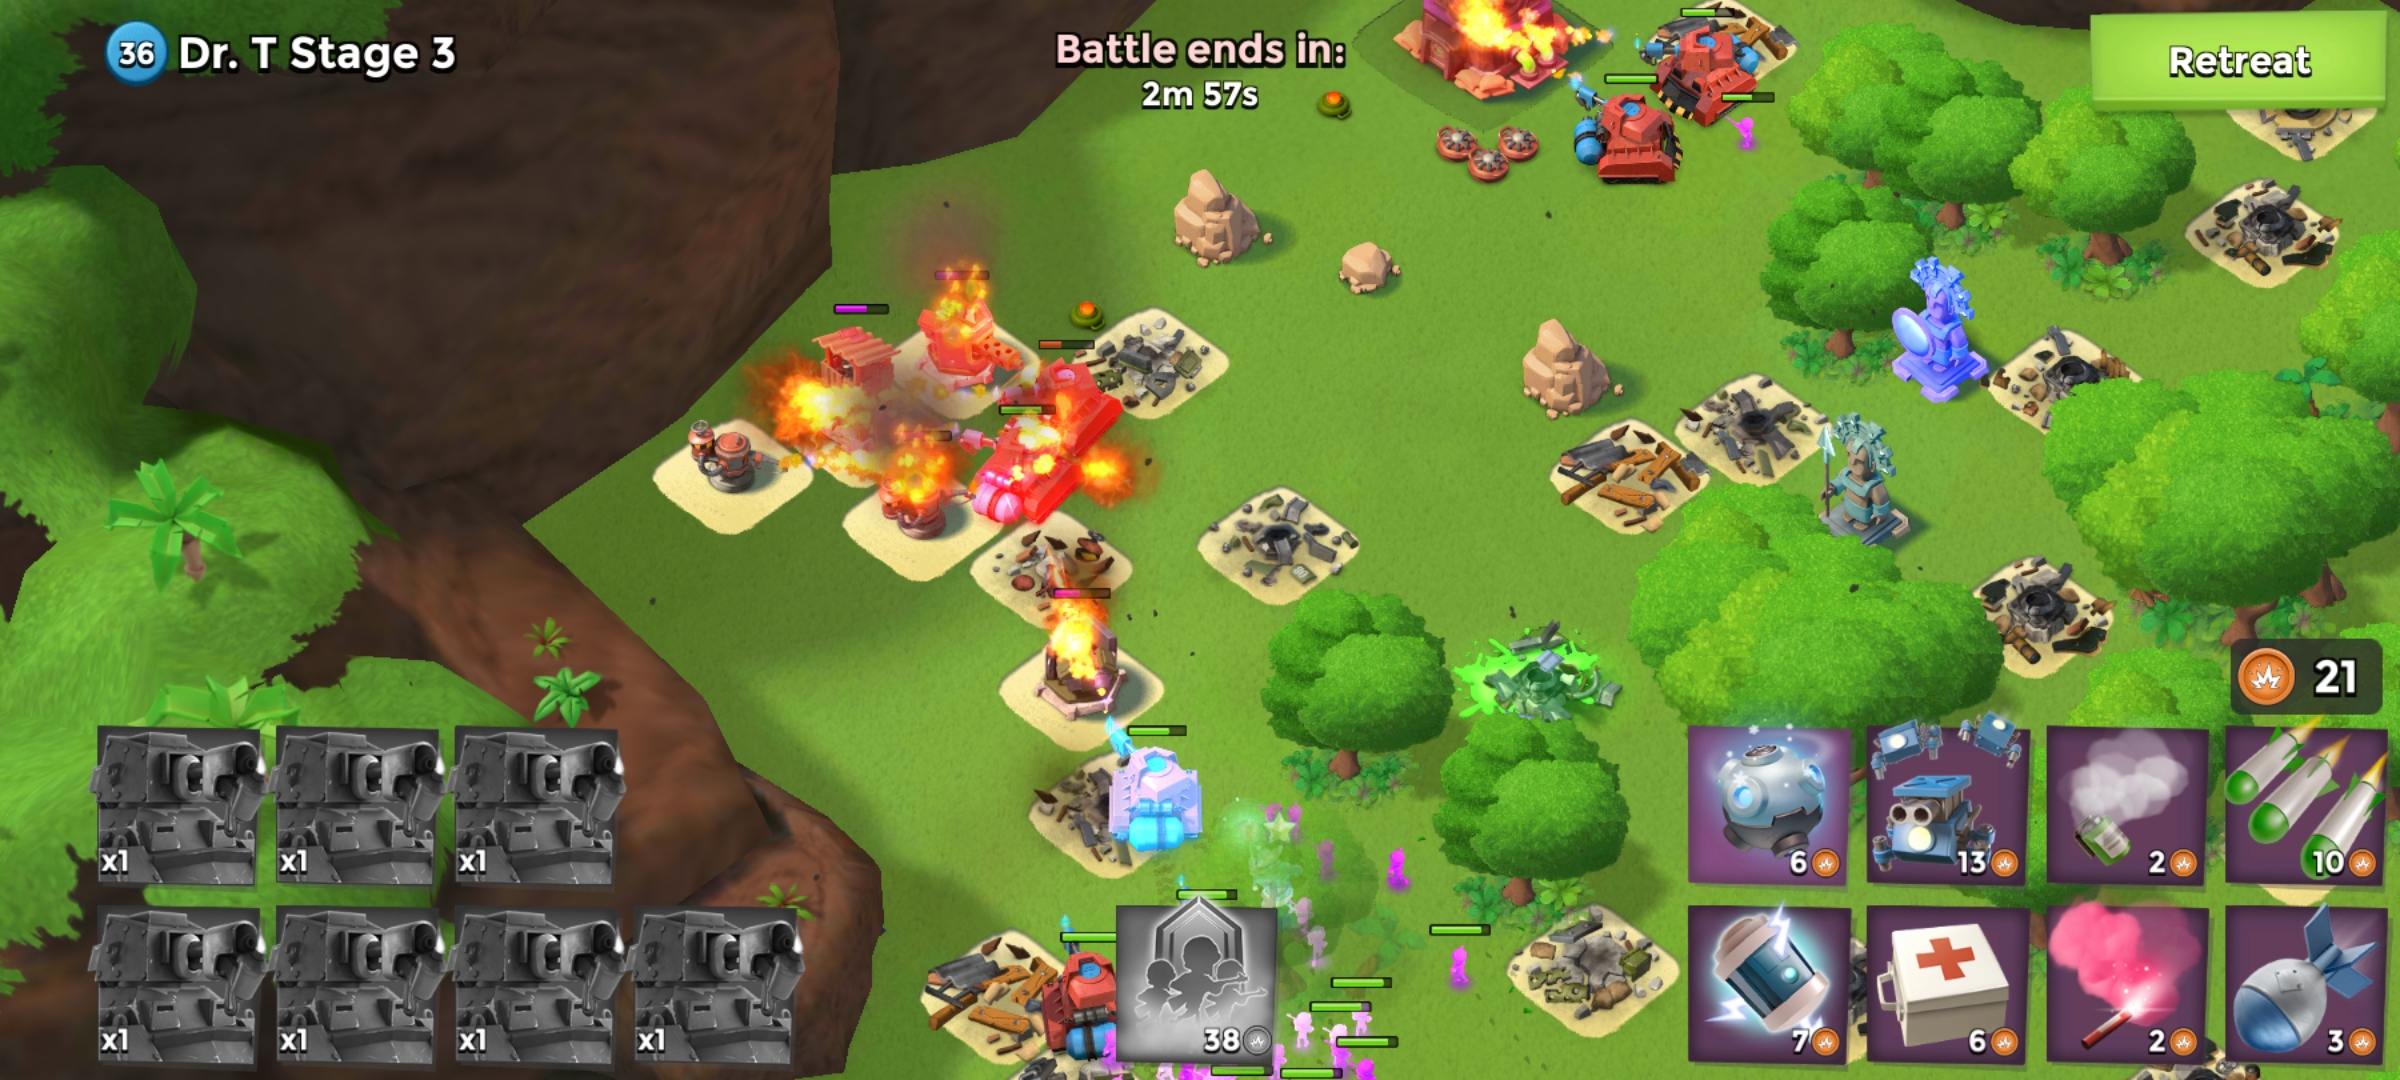 36 Dr. T Stage 3
Battle ends in:
2m 57s
Retreat
21
x1
x1
x1
6
13
2
10
x1
x1
x1
x1
38
7
6
2
3